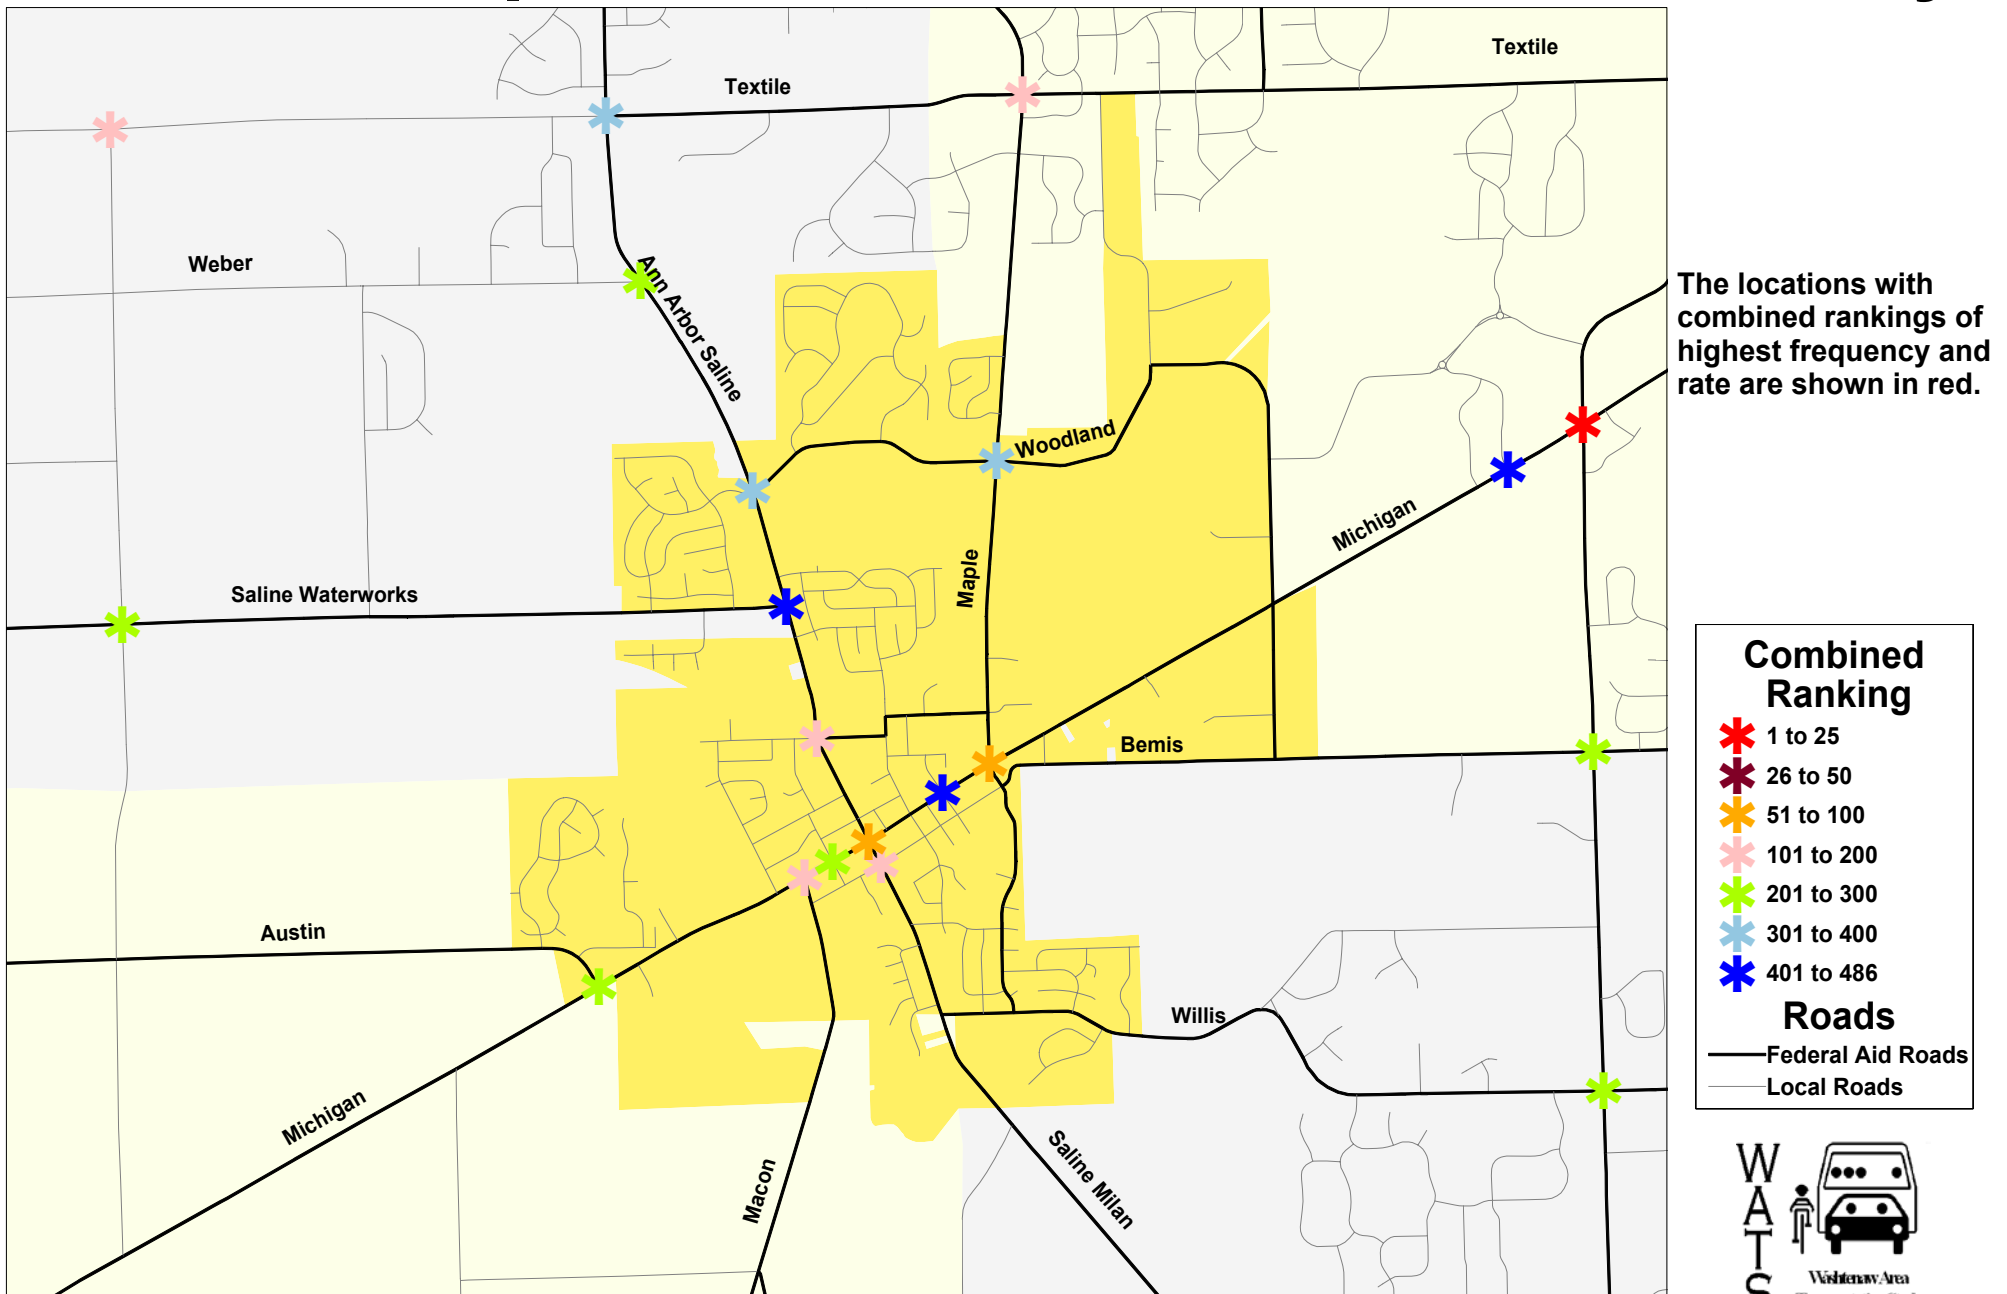 Textile
Textile
Weber
Ann Arbor Saline
Woodland
Michigan
Maple
Saline Waterworks
Bemis
Austin
Willis
Michigan
Macon
Saline Milan
The locations with
combined rankings of
highest frequency and
rate are shown in red.
Combined
Ranking
1 to 25
26 to 50
51 to 100
101 to 200
201 to 300
301 to 400
401 to 486
Roads
Federal Aid Roads
Local Roads
W
A
T
S
Washtenaw Area